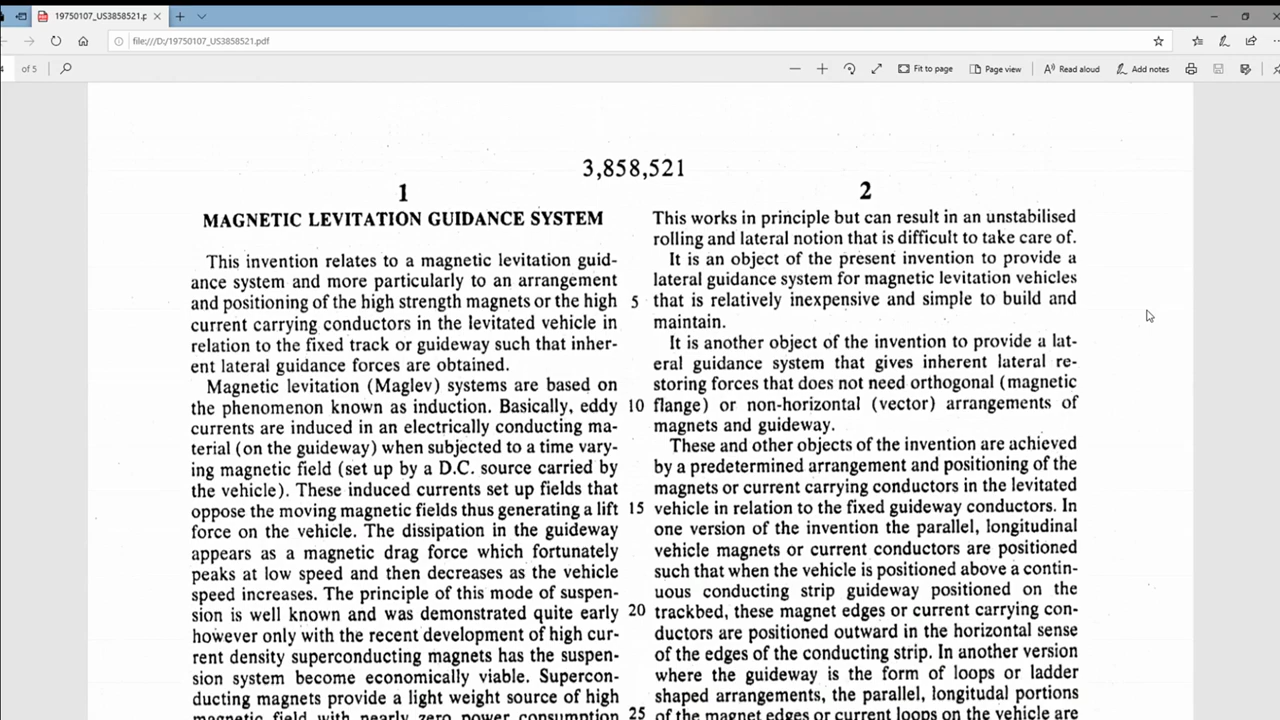 19750107_US3858521.p
file:///D:/19750107_US3858521.pdf
4 of 5
Fit to page
Page view
Read aloud
Add notes
3,858,521
1
MAGNETIC LEVITATION GUIDANCE SYSTEM
This invention relates to a magnetic levitation guid-
ance system and more particularly to an arrangement
and positioning of the high strength magnets or the high
current carrying conductors in the levitated vehicle in
relation to the fixed track or guideway such that inher-
ent lateral guidance forces are obtained.
Magnetic levitation (Maglev) systems are based on
the phenomenon known as induction. Basically, eddy
currents are induced in an electrically conducting ma-
terial (on the guideway) when subjected to a time vary-
ing magnetic field (set up by a D.C. source carried by
the vehicle). These induced currents set up fields that
oppose the moving magnetic fields thus generating a lift
force on the vehicle. The dissipation in the guideway
appears as a magnetic drag force which fortunately
peaks at low speed and then decreases as the vehicle
speed increases. The principle of this mode of suspen-
sion is well known and was demonstrated quite early
however only with the recent development of high cur-
rent density superconducting magnets has the suspen-
sion system become economically viable. Supercon-
ducting magnets provide a light weight source of high
magnetic field with nearly zero power consumption
5
10
15
20
25
2
This works in principle but can result in an unstabilised
rolling and lateral notion that is difficult to take care of.
It is an object of the present invention to provide a
lateral guidance system for magnetic levitation vehicles
that is relatively inexpensive and simple to build and
maintain.
It is another object of the invention to provide a lat-
eral guidance system that gives inherent lateral re-
storing forces that does not need orthogonal (magnetic
flange) or non-horizontal (vector) arrangements of
magnets and guideway.
These and other objects of the invention are achieved
by a predetermined arrangement and positioning of the
magnets or current carrying conductors in the levitated
vehicle in relation to the fixed guideway conductors. In
one version of the invention the parallel, longitudinal
vehicle magnets or current conductors are positioned
such that when the vehicle is positioned above a contin-
uous conducting strip guideway positioned on the
trackbed, these magnet edges or current carrying con-
ductors are positioned outward in the horizontal sense
of the edges of the conducting strip. In another version
where the guideway is the form of loops or ladder
shaped arrangements, the parallel, longitudal portions
of the magnet edges or current loops on the vehicle are